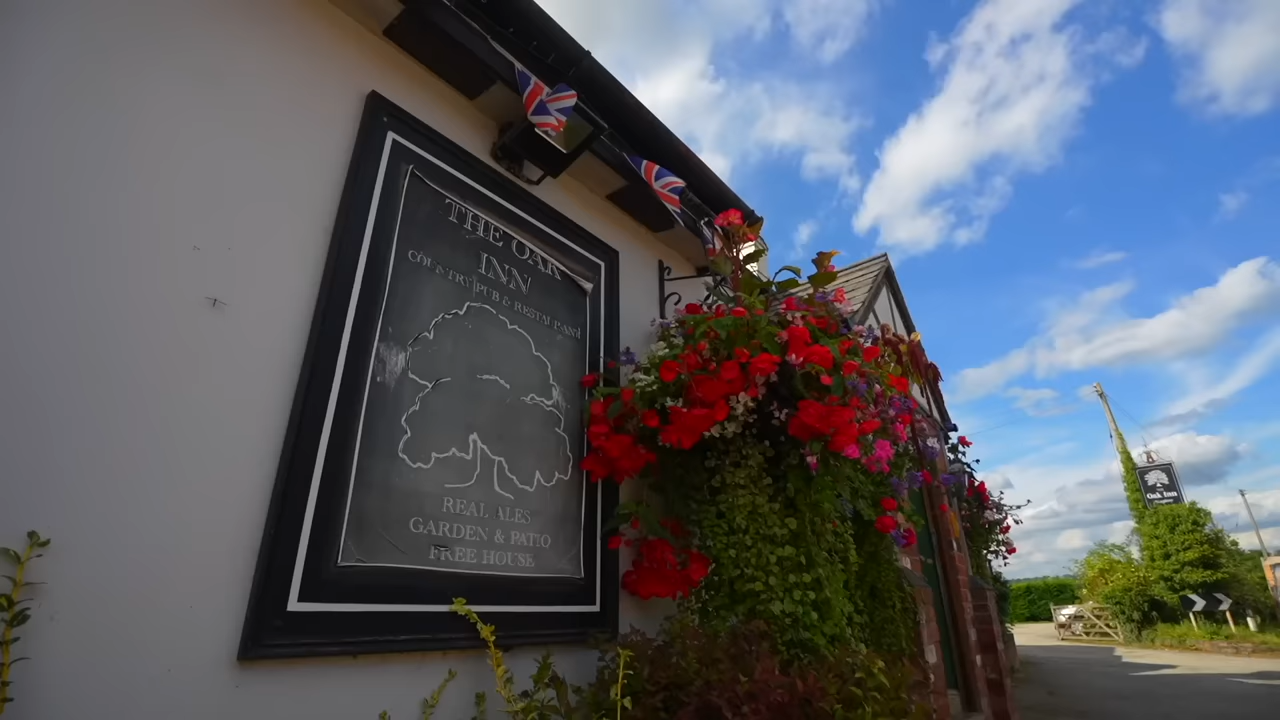 THE OAK
INN
COUNTRY PUB & RESTAURANT
REAL ALES
GARDEN & PATIO
FREE HOUSE
Oak Inn